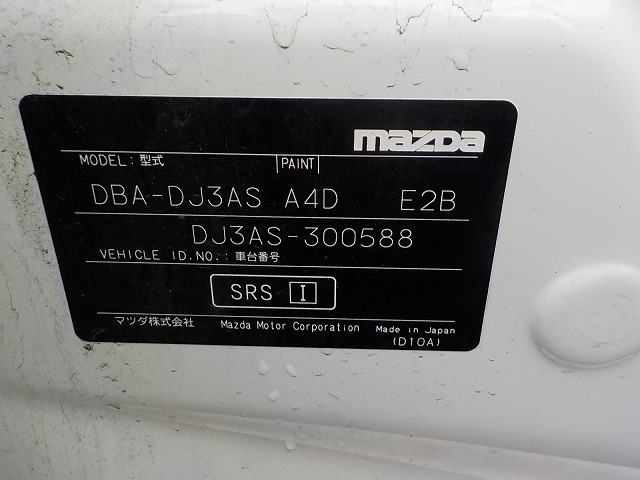 mazda
MODEL: 型式 PAINT
DBA-DJ3AS A4D E2B
DJ3AS-300588
VEHICLE ID.NO.: 車台番号
SRS I
マツダ株式会社 Mazda Motor Corporation Made in Japan
(D10A)